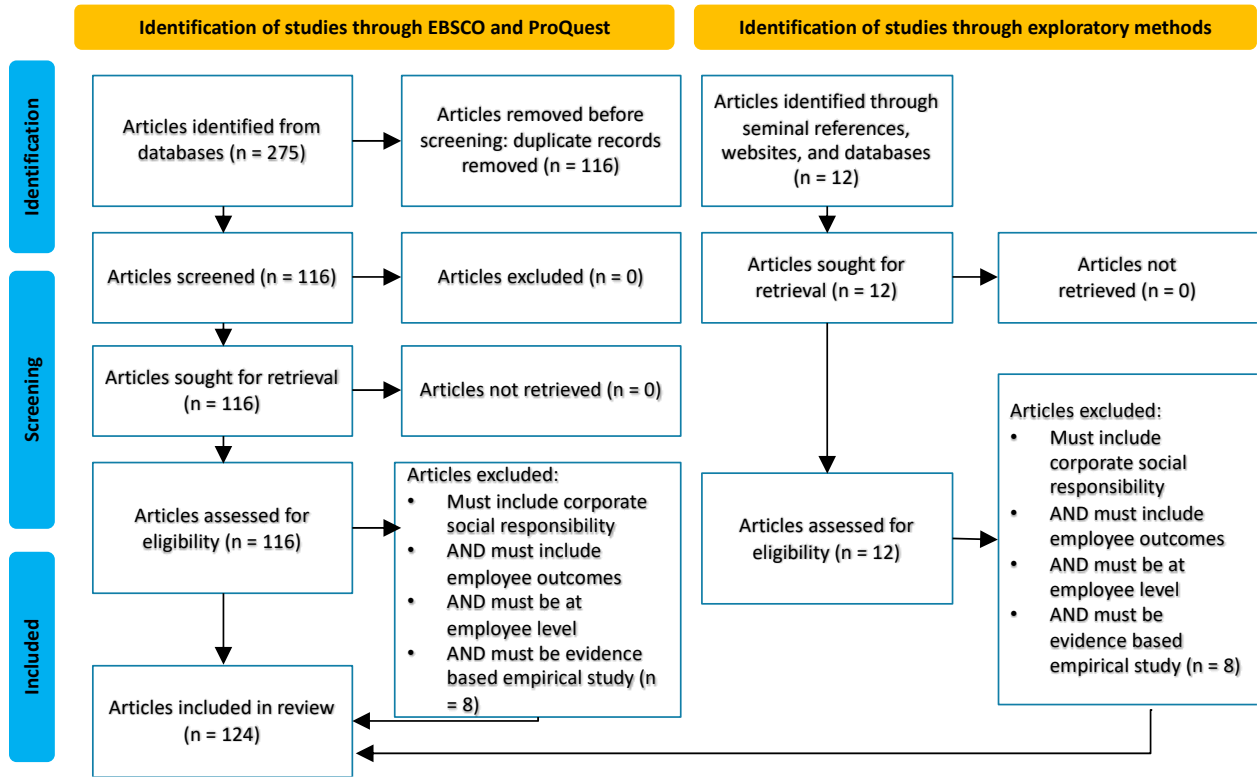 Identification of studies through EBSCO and ProQuest
Identification of studies through exploratory methods
Identification
Articles identified from
databases (n = 275)
Articles removed before
screening: duplicate records
removed (n = 116)
Articles identified through
seminal references,
websites, and databases
(n = 12)
Screening
Articles screened (n = 116)
Articles excluded (n = 0)
Articles sought for
retrieval (n = 12)
Articles not
retrieved (n = 0)
Articles sought for retrieval
(n = 116)
Articles not retrieved (n = 0)
Articles assessed for
eligibility (n = 116)
Articles excluded:
• Must include corporate
social responsibility
• AND must include
employee outcomes
• AND must be at
employee level
• AND must be evidence
based empirical study (n
= 8)
Articles assessed for
eligibility (n = 12)
Articles excluded:
• Must include
corporate social
responsibility
• AND must include
employee outcomes
• AND must be at
employee level
• AND must be
evidence based
empirical study (n = 8)
Included
Articles included in review
(n = 124)